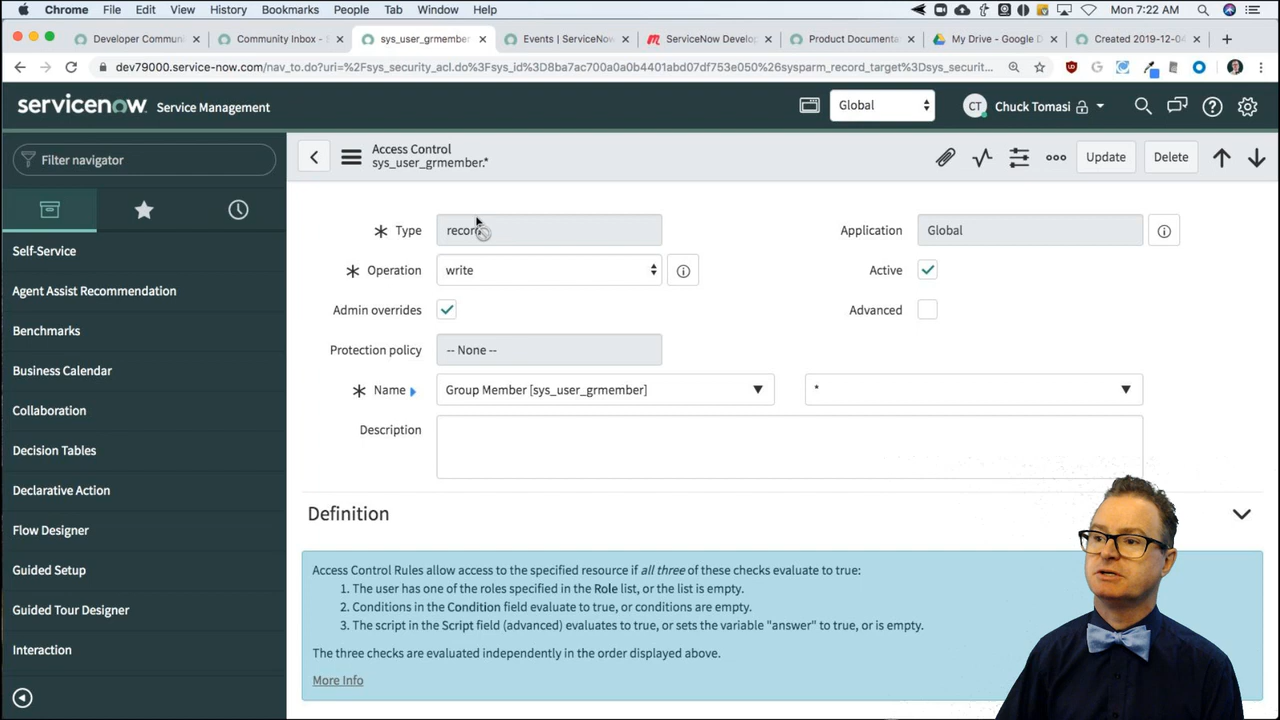 Chrome File Edit View History Bookmarks People Tab Window Help Mon 7:22 AM
Developer Commun Community Inbox - S sys_user_grmember Events | ServiceNow ServiceNow Develop Product Documenta My Drive - Google D Created 2019-12-04
dev79000.service-now.com/nav_to.do?uri=%2Fsys_security_acl.do%3Fsys_id%3D8ba7ac700a0a0b4401abd07df753e050%26sysparm_record_target%3Dsys_securit...
servicenow Service Management
Global
CT Chuck Tomasi
Filter navigator
Access Control
sys_user_grmember.*
Update Delete
Self-Service
Agent Assist Recommendation
Benchmarks
Business Calendar
Collaboration
Decision Tables
Declarative Action
Flow Designer
Guided Setup
Guided Tour Designer
Interaction
Type record Application Global
Operation write Active
Admin overrides Advanced
Protection policy -- None --
Name Group Member [sys_user_grmember] *
Description
Definition
Access Control Rules allow access to the specified resource if all three of these checks evaluate to true:
1. The user has one of the roles specified in the Role list, or the list is empty.
2. Conditions in the Condition field evaluate to true, or conditions are empty.
3. The script in the Script field (advanced) evaluates to true, or sets the variable "answer" to true, or is empty.
The three checks are evaluated independently in the order displayed above.
More Info